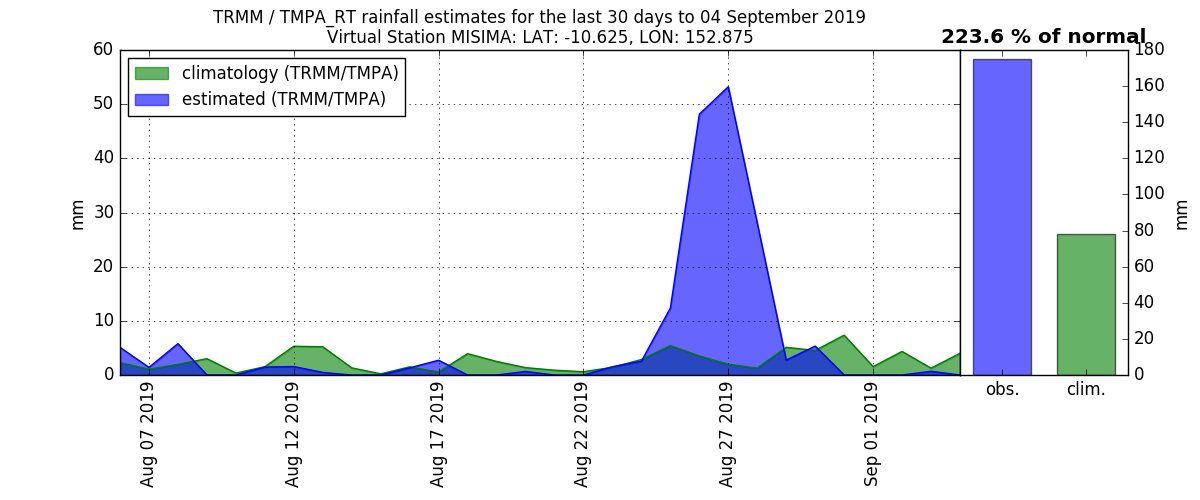 TRMM / TMPA_RT rainfall estimates for the last 30 days to 04 September 2019
Virtual Station MISIMA: LAT: -10.625, LON: 152.875
223.6 % of normal
climatology (TRMM/TMPA)
estimated (TRMM/TMPA)
mm
60
50
40
30
20
10
0
Aug 07 2019
Aug 12 2019
Aug 17 2019
Aug 22 2019
Aug 27 2019
Sep 01 2019
180
160
140
120
100
80
60
40
20
0
mm
obs.
clim.